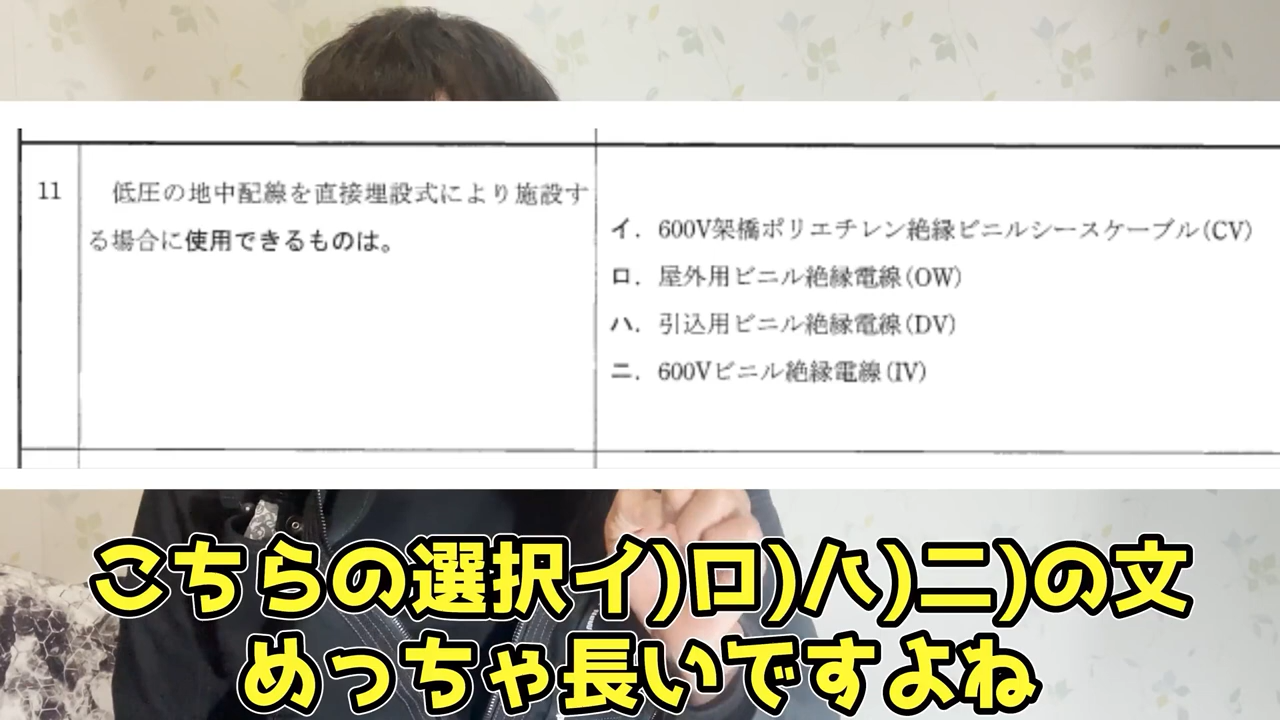 11
低圧の地中配線を直接埋設式により施設す
る場合に使用できるものは。
イ．600V架橋ポリエチレン絶縁ビニルシースケーブル(CV)
ロ．屋外用ビニル絶縁電線(OW)
ハ．引込用ビニル絶縁電線(DV)
ニ．600Vビニル絶縁電線(IV)
こちらの選択イ)ロ)ハ)ニ)の文
めっちゃ長いですよね